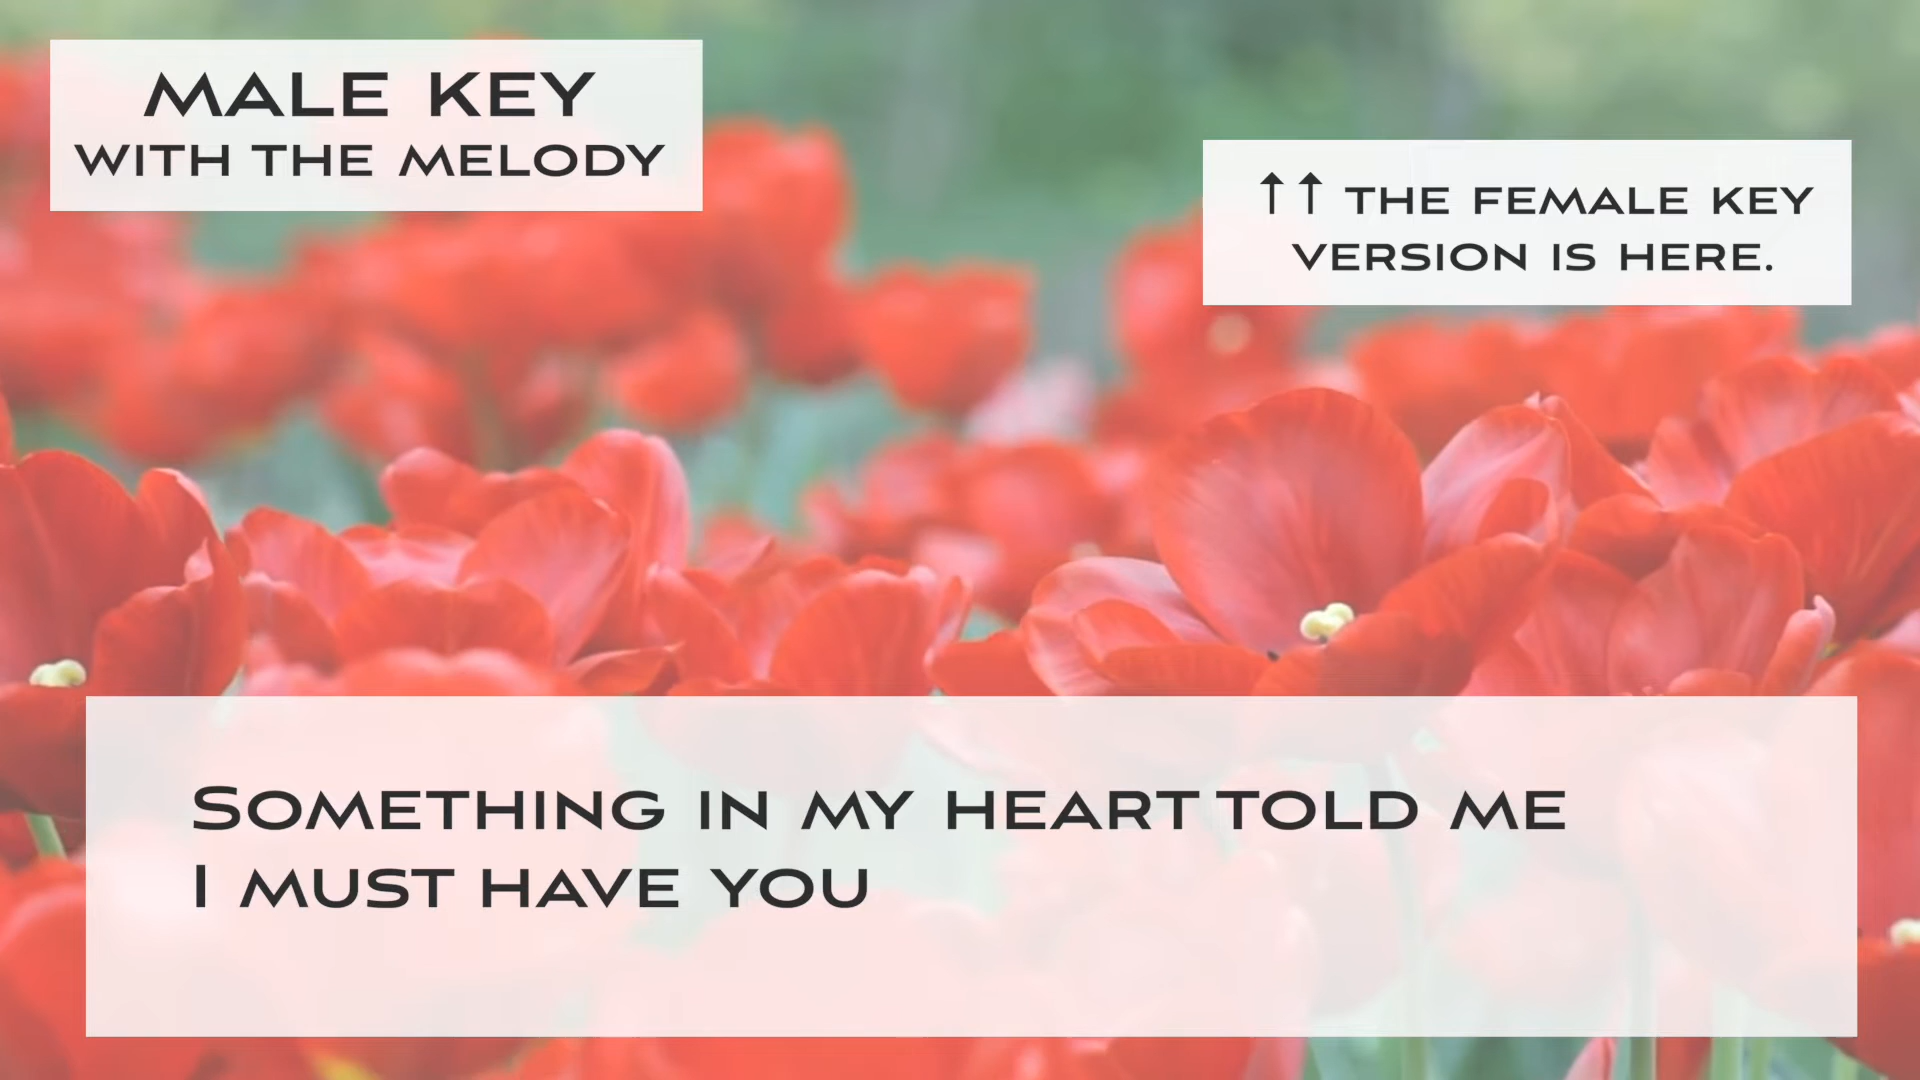 MALE KEY
WITH THE MELODY
↑↑ THE FEMALE KEY
VERSION IS HERE.
SOMETHING IN MY HEART TOLD ME
I MUST HAVE YOU